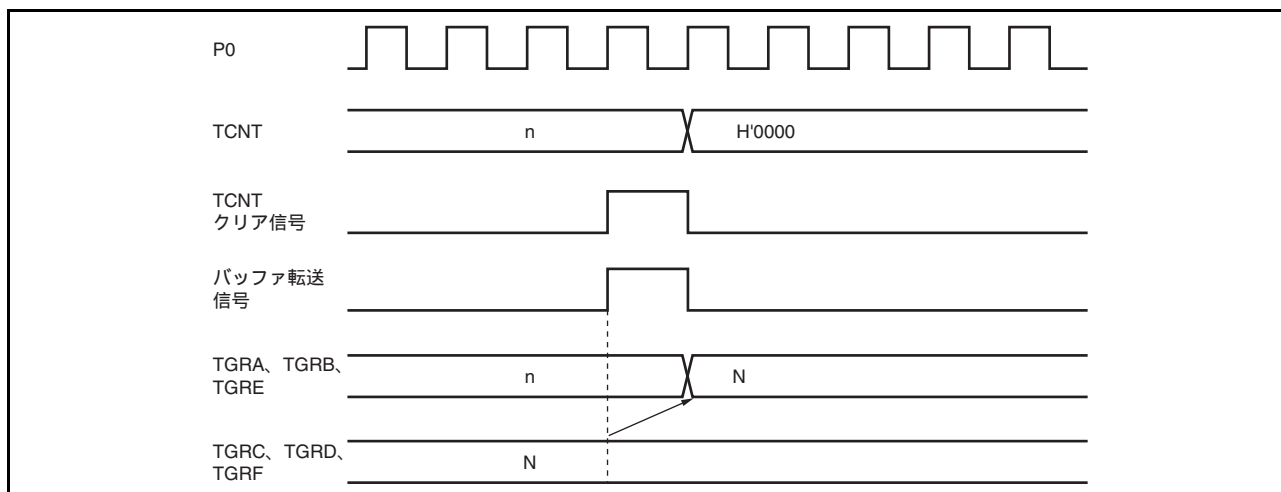 P0
TCNT
n
H'0000
TCNT
クリア信号
バッファ転送
信号
TGRA、TGRB、
TGRE
n
N
TGRC、TGRD、
TGRF
N